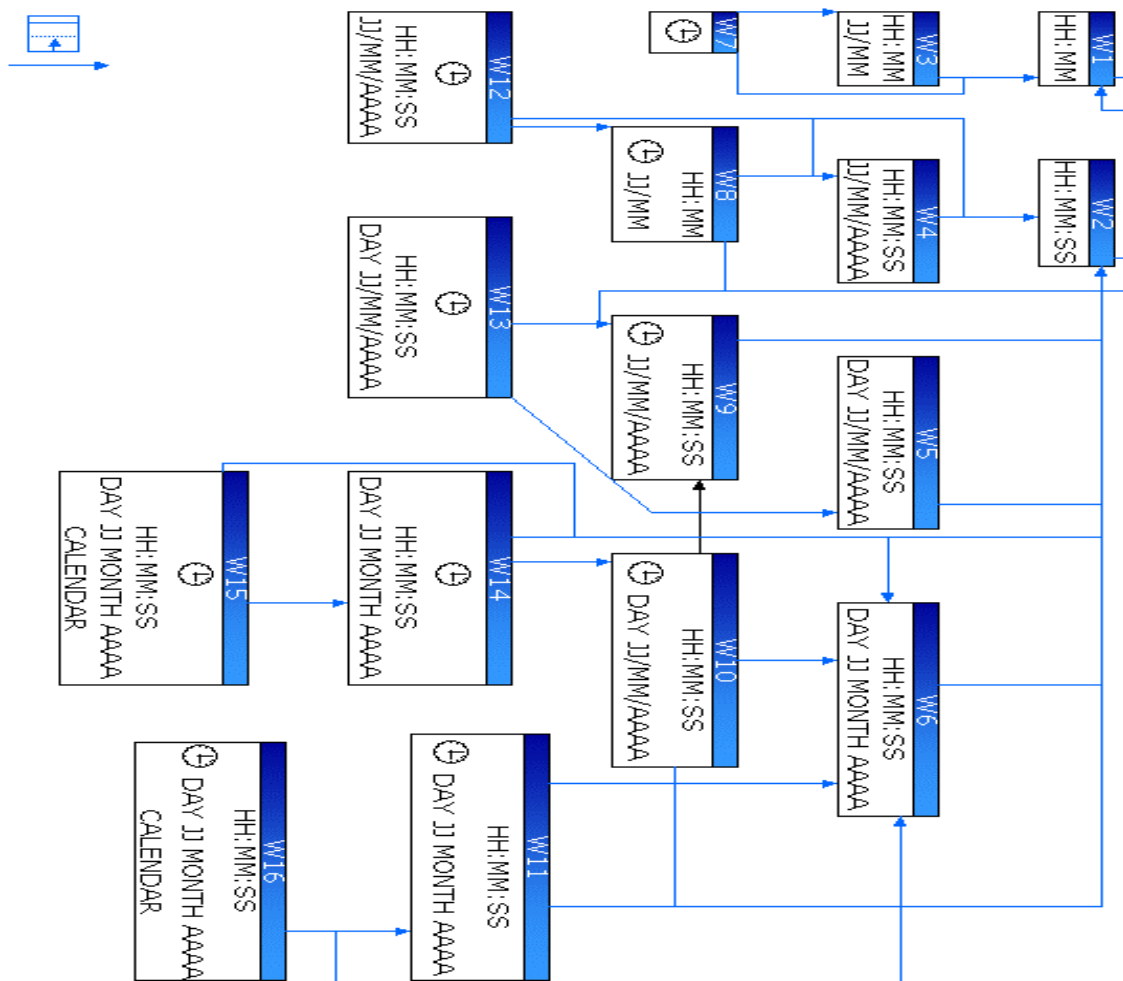 W1
HH:MM
W2
HH:MM:SS
W3
HH:MM
JJ/MM
W4
HH:MM:SS
JJ/MM/AAAA
W5
HH:MM:SS
DAY JJ/MM/AAAA
W6
HH:MM:SS
DAY JJ MONTH AAAA
W7
W8
HH:MM
JJ/MM
W9
HH:MM:SS
JJ/MM/AAAA
W10
HH:MM:SS
DAY JJ/MM/AAAA
W11
HH:MM:SS
DAY JJ MONTH AAAA
W12
HH:MM:SS
JJ/MM/AAAA
W13
HH:MM:SS
DAY JJ/MM/AAAA
W14
HH:MM:SS
DAY JJ MONTH AAAA
W15
HH:MM:SS
DAY JJ MONTH AAAA
CALENDAR
W16
HH:MM:SS
DAY JJ MONTH AAAA
CALENDAR